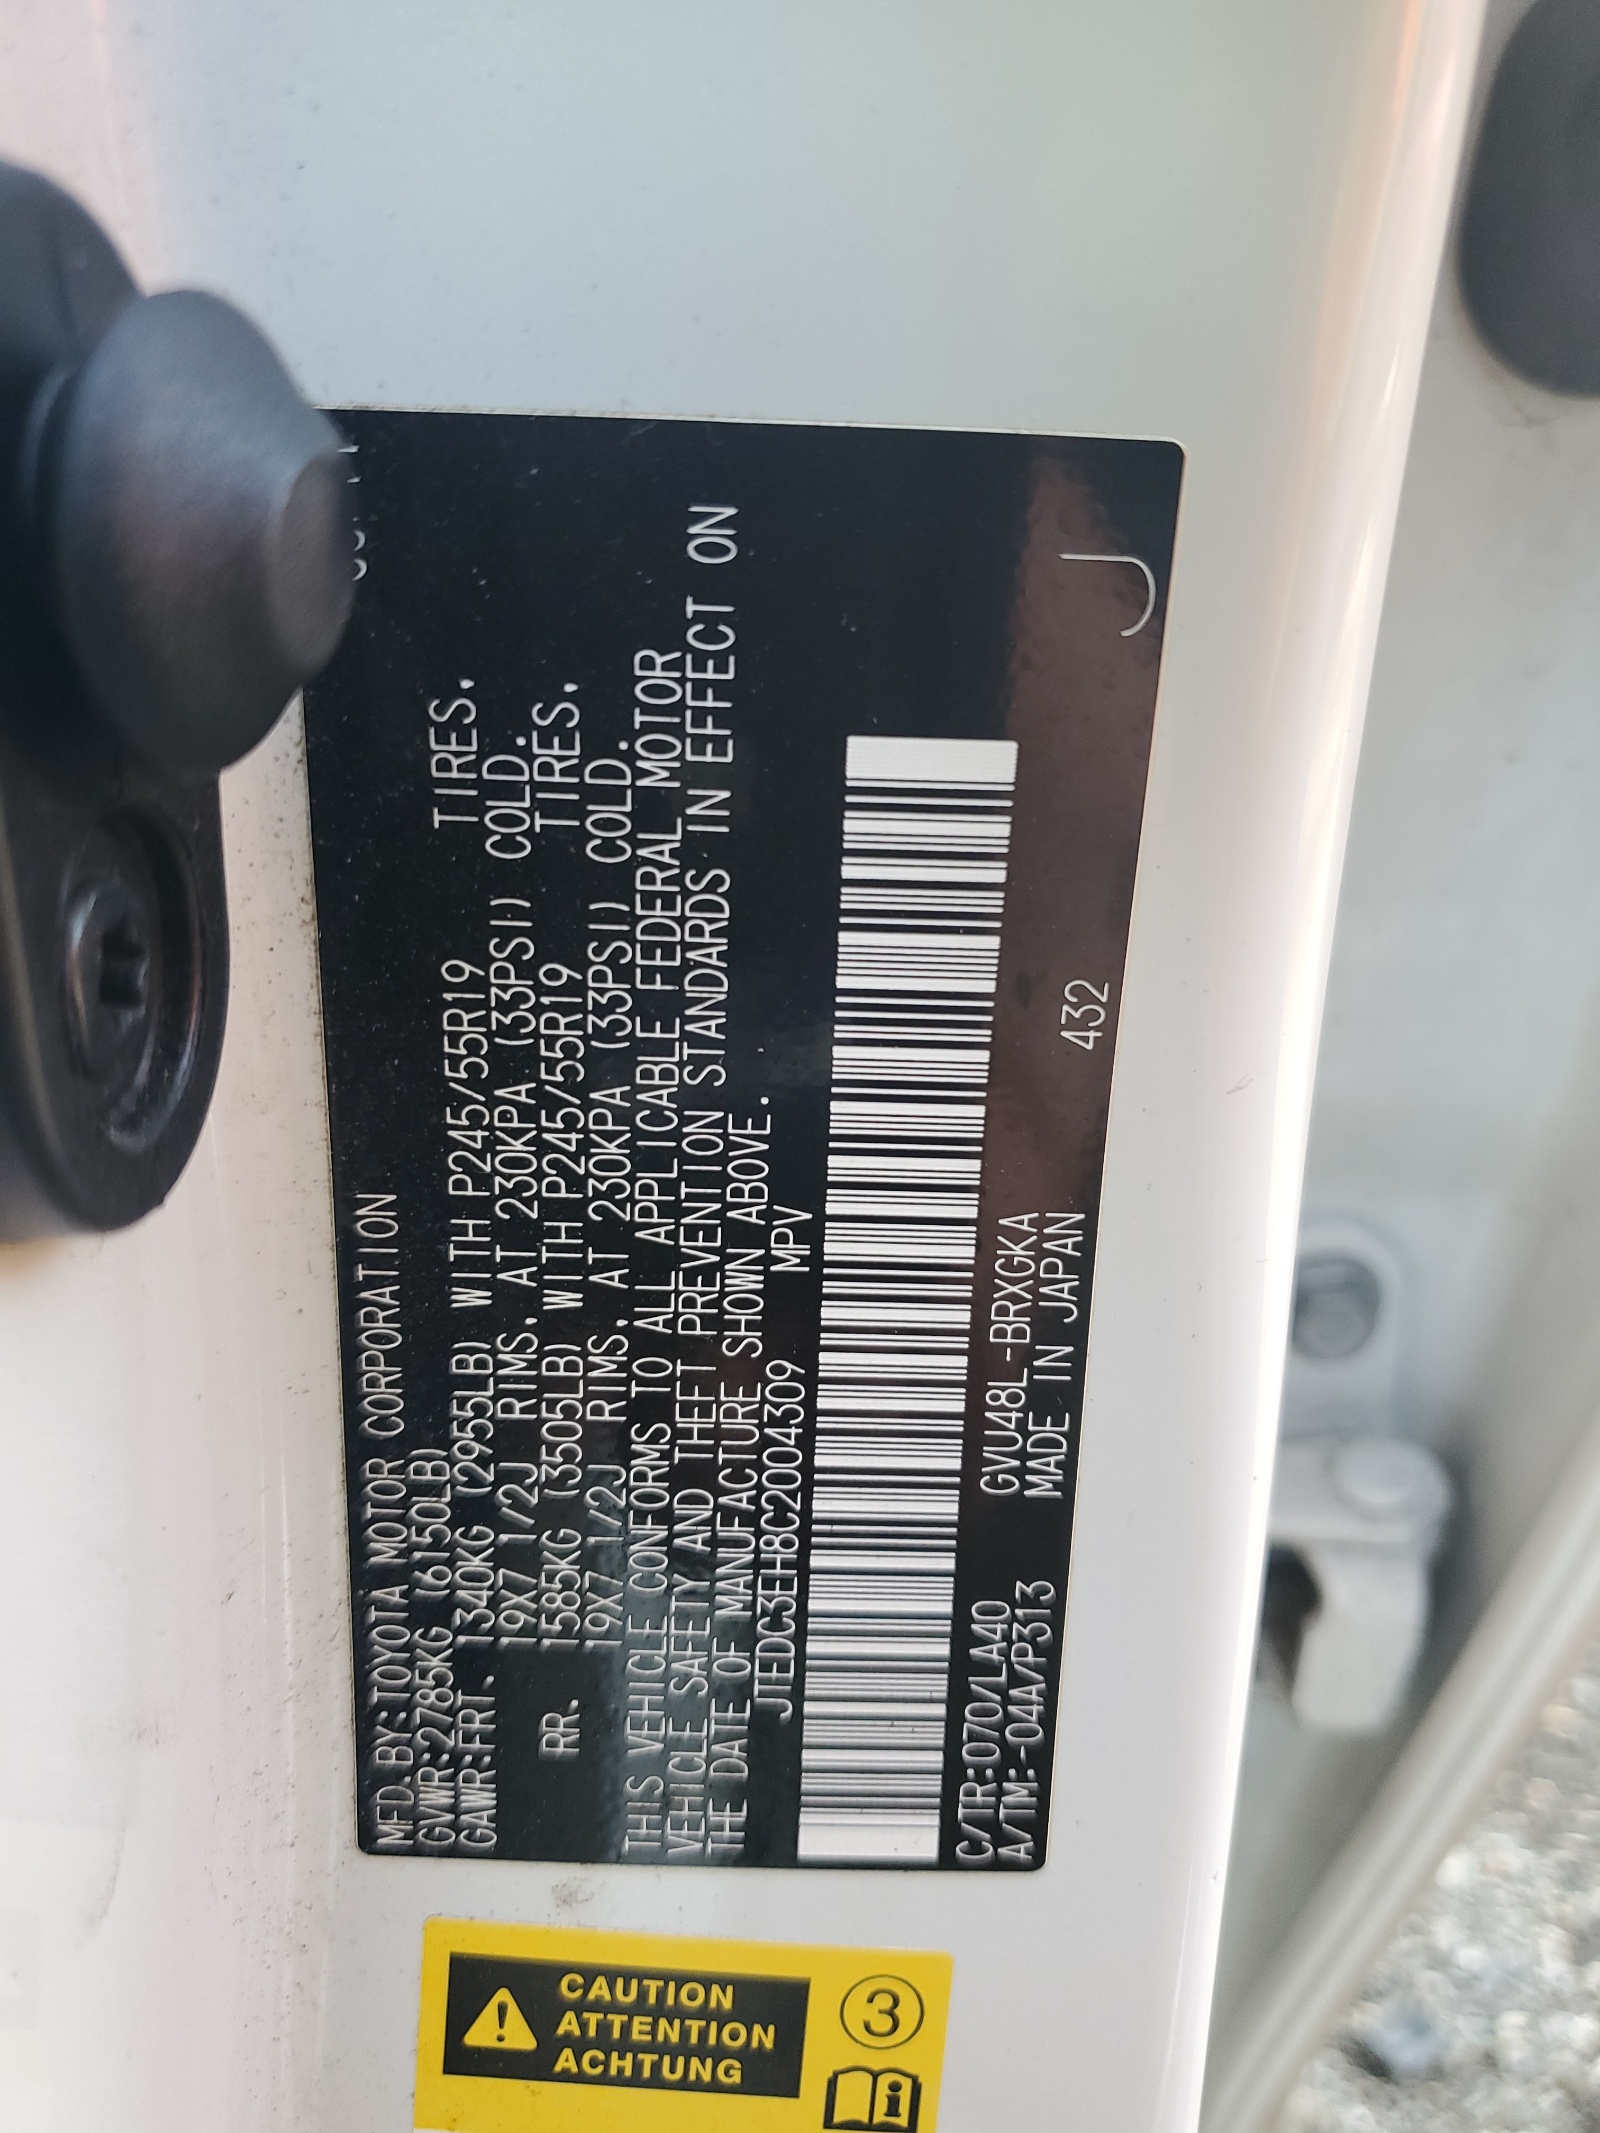 MFD.BY:TOYOTA MOTOR CORPORATION
GVWR:2785KG (6150LB)
GAWR:FRT. 1340KG (2955LB) WITH P245/55R19 TIRES,
19X7 1/2J RIMS, AT 230KPA (33PSI) COLD.
RR. 1585KG (3505LB) WITH P245/55R19 TIRES,
19X7 1/2J RIMS, AT 230KPA (33PSI) COLD.
THIS VEHICLE CONFORMS TO ALL APPLICABLE FEDERAL MOTOR
VEHICLE SAFETY AND THEFT PREVENTION STANDARDS IN EFFECT ON
THE DATE OF MANUFACTURE SHOWN ABOVE.
JTEDC3EH8C2004309 MPV
C/TR:070/LA40 GVU48L-BRXGKA
A/TM:-04A/P313 MADE IN JAPAN 432
J
CAUTION
ATTENTION
ACHTUNG
3
i